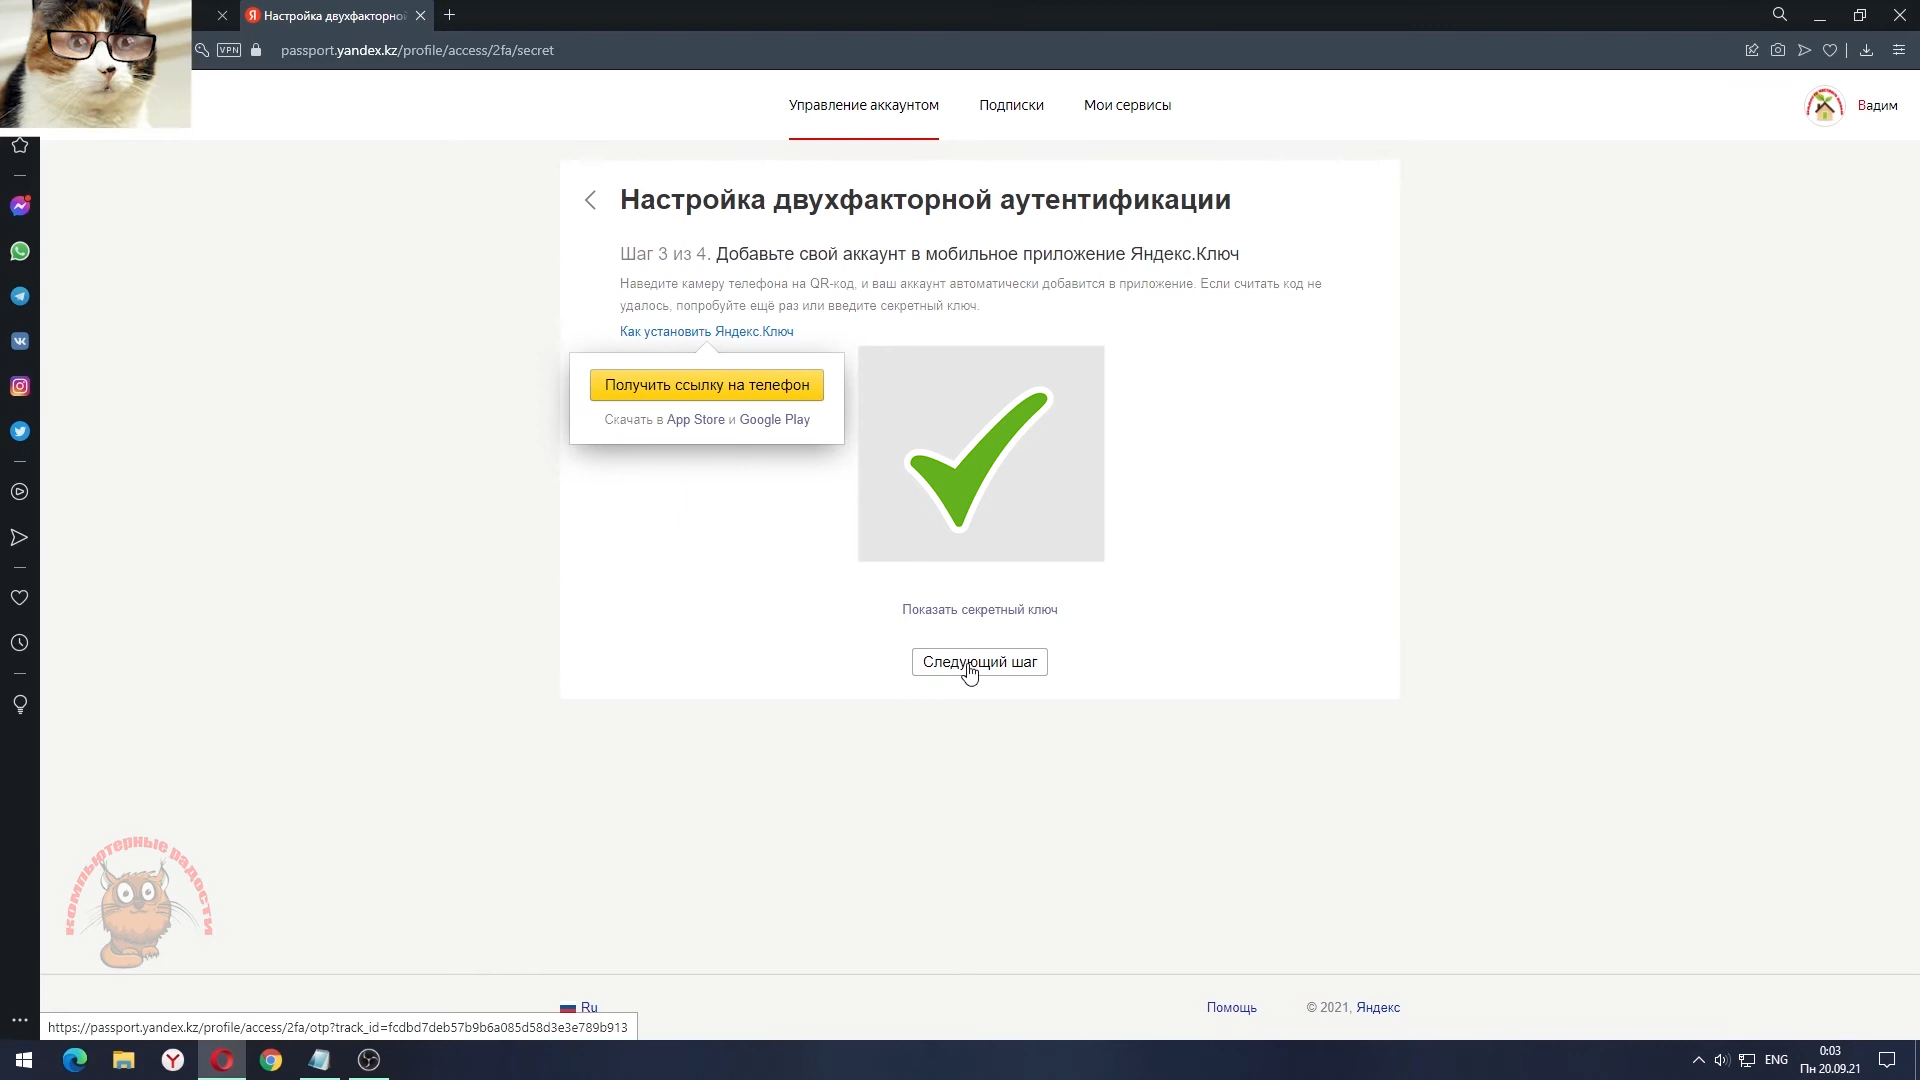 Настройка двухфакторной
VPN
passport.yandex.kz/profile/access/2fa/secret
Управление аккаунтом
Подписки
Мои сервисы
Вадим
Настройка двухфакторной аутентификации
Шаг 3 из 4. Добавьте свой аккаунт в мобильное приложение Яндекс.Ключ
Наведите камеру телефона на QR-код, и ваш аккаунт автоматически добавится в приложение. Если считать код не
удалось, попробуйте ещё раз или введите секретный ключ.
Как установить Яндекс.Ключ
Получить ссылку на телефон
Скачать в App Store и Google Play
Показать секретный ключ
Следующий шаг
компьютерные радости
Ru
Помощь
© 2021, Яндекс
https://passport.yandex.kz/profile/access/2fa/otp?track_id=fcdbd7deb57b9b6a085d58d3e3e789b913
ENG
0:03
Пн 20.09.21